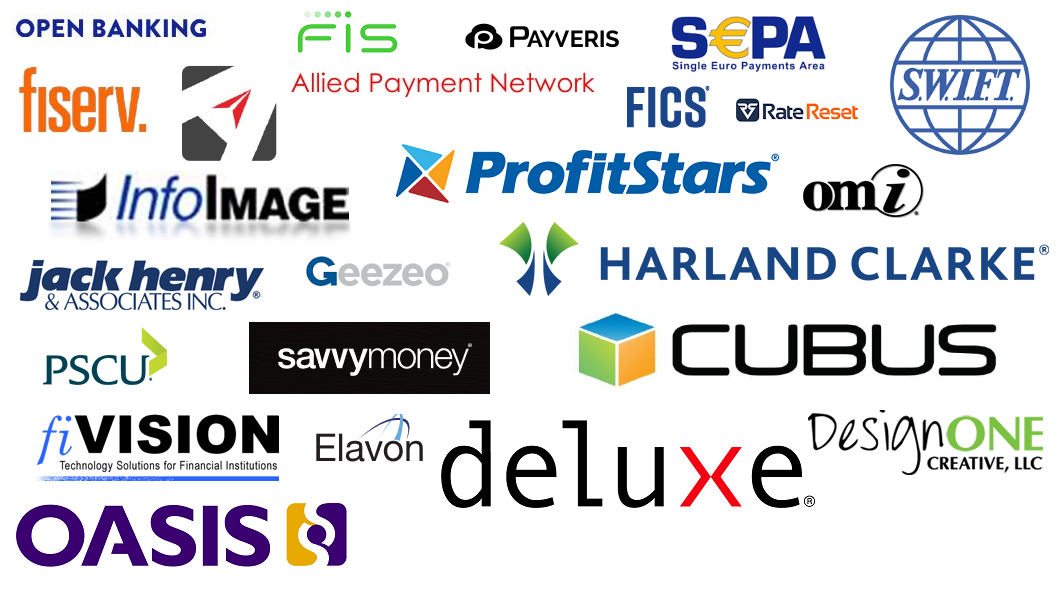 OPEN BANKING
FIS
PAYVERIS
S€PA
Single Euro Payments Area
S.W.I.F.T.
fiserv.
Allied Payment Network
FICS®
RateReset
InfoIMAGE
ProfitStars®
omi
jack henry®
& ASSOCIATES INC.
Geezeo®
HARLAND CLARKE®
PSCU
savvymoney®
CUBUS
fiVISION
Technology Solutions for Financial Institutions
Elavon
deluxe®
DesignONE
CREATIVE, LLC
OASIS